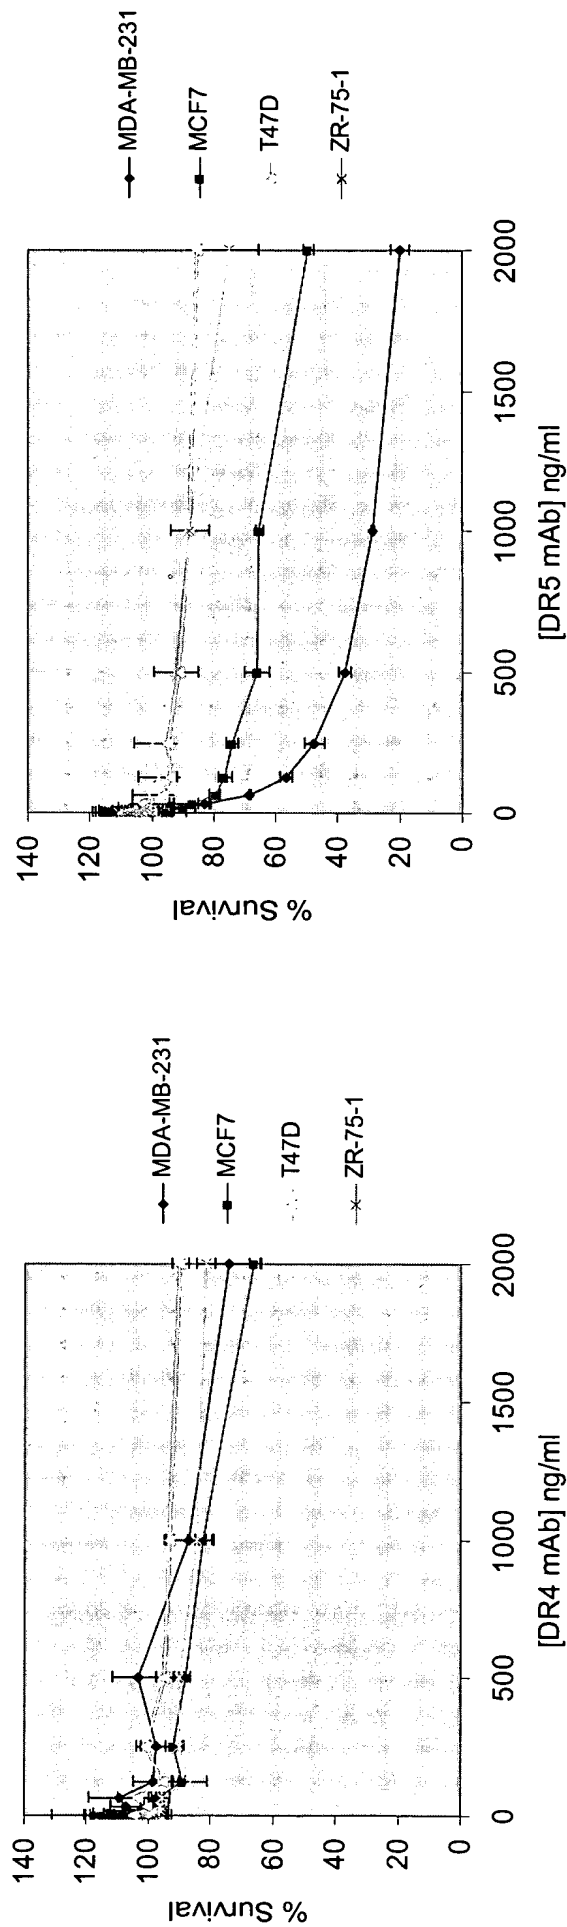 % Survival
140
120
100
80
60
40
20
0
0 500 1000 1500 2000
[DR4 mAb] ng/ml
MDA-MB-231
MCF7
T47D
ZR-75-1
% Survival
140
120
100
80
60
40
20
0
0 500 1000 1500 2000
[DR5 mAb] ng/ml
MDA-MB-231
MCF7
T47D
ZR-75-1